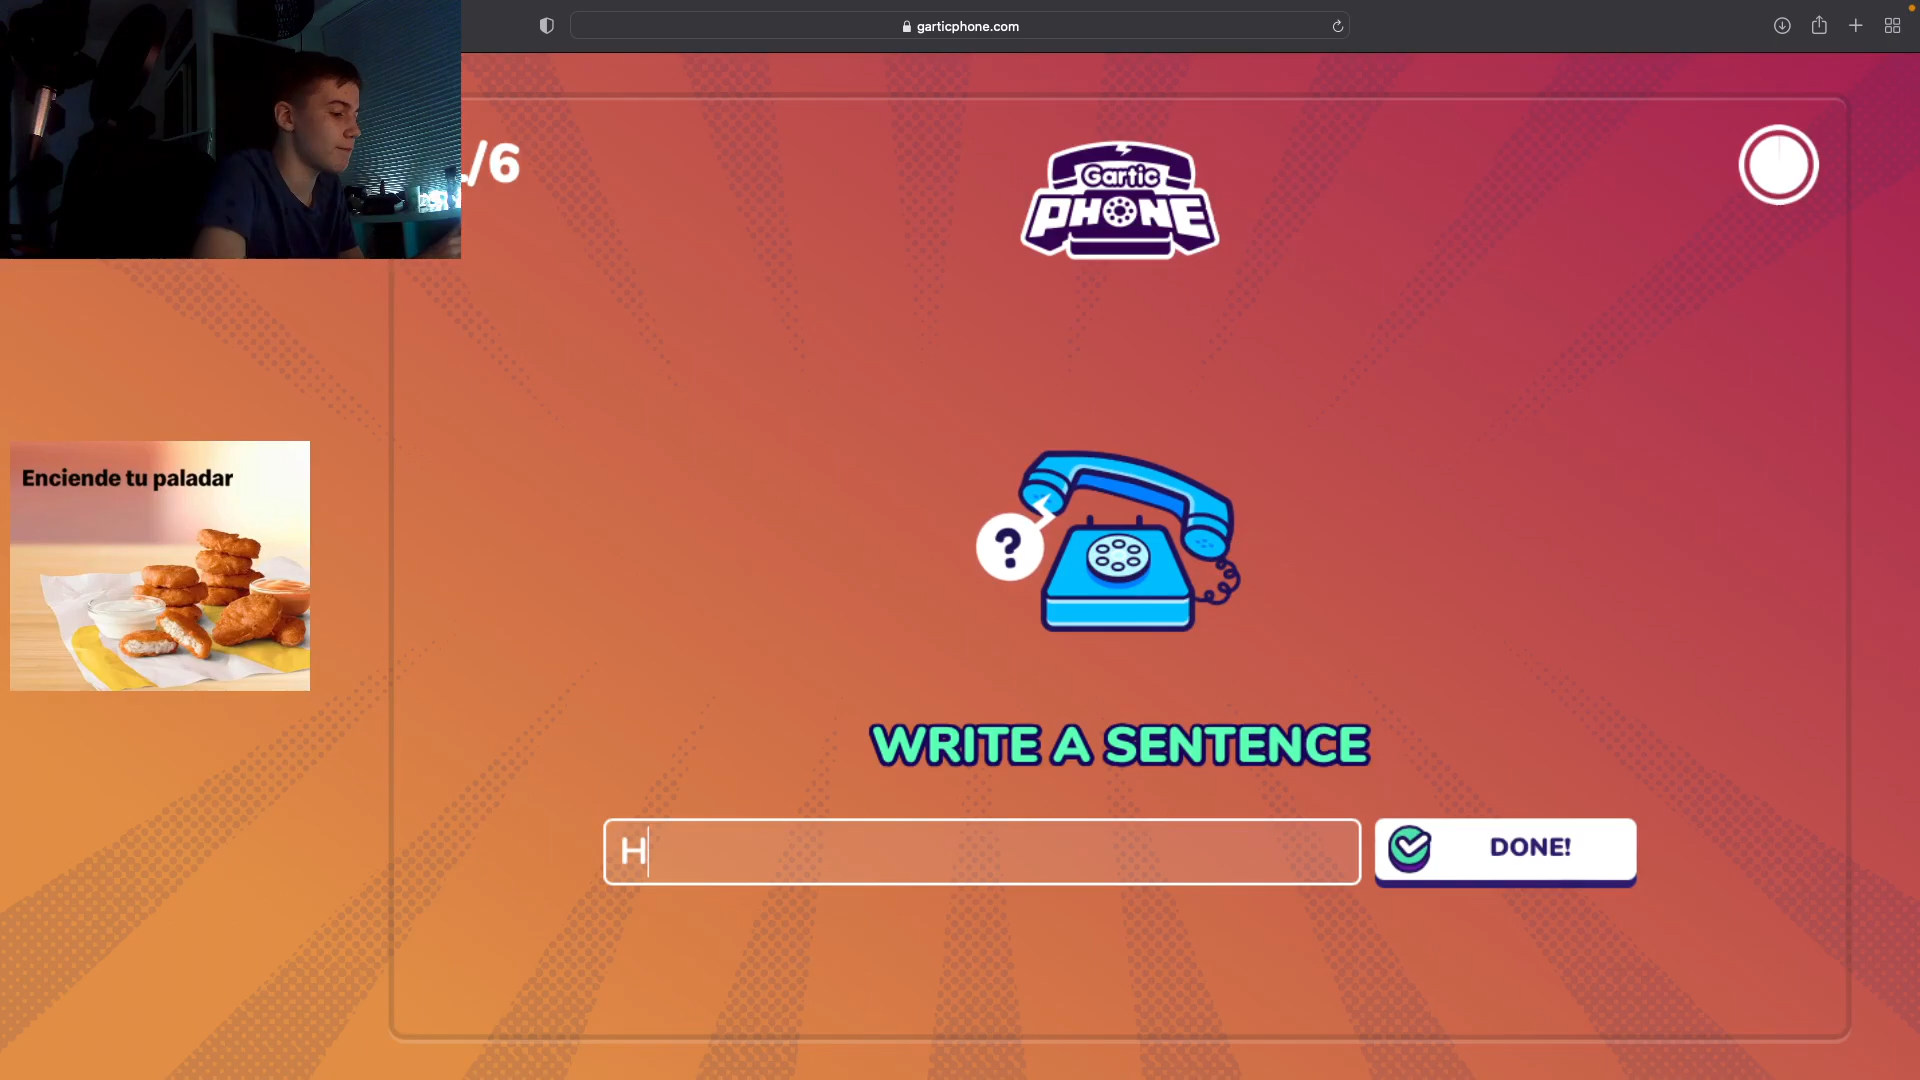 garticphone.com
/6
Gartic
PHONE
Enciende tu paladar
?
WRITE A SENTENCE
H
DONE!